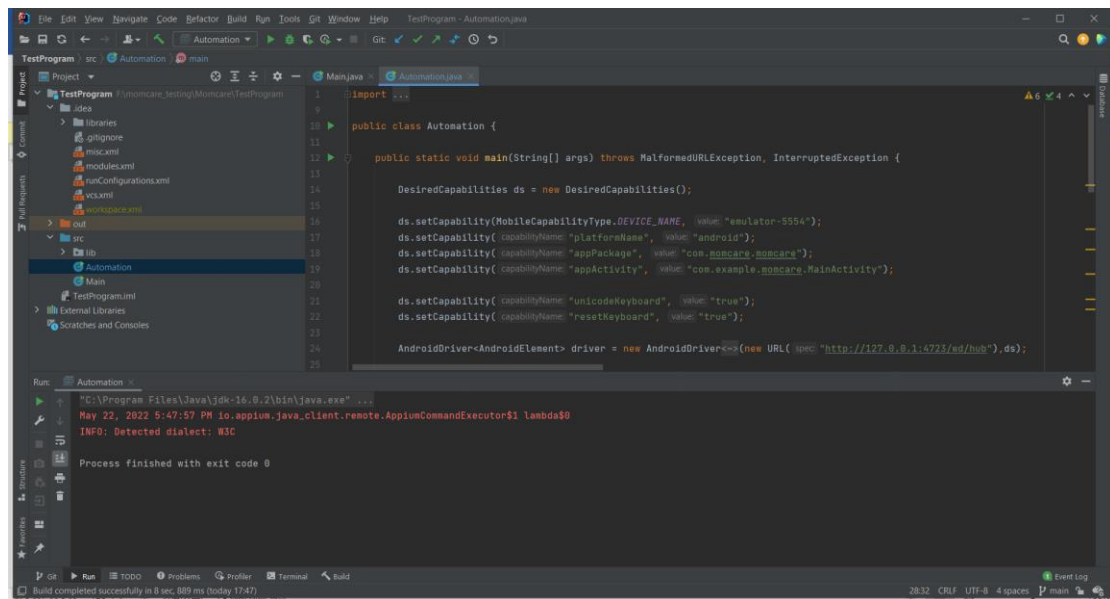 File Edit View Navigate Code Refactor Build Run Tools Git Window Help TestProgram - Automation.java
Automation Git:
TestProgram src Automation main
Project
Main.java Automation.java
TestProgram F:\momcare_testing\Momcare\TestProgram
.idea
libraries
.gitignore
misc.xml
modules.xml
runConfigurations.xml
vcs.xml
workspace.xml
out
src
lib
Automation
Main
TestProgram.iml
External Libraries
Scratches and Consoles
Project
Commit
Pull Requests
1 import ...
9
10 public class Automation {
11
12 public static void main(String[] args) throws MalformedURLException, InterruptedException {
13
14 DesiredCapabilities ds = new DesiredCapabilities();
15
16 ds.setCapability(MobileCapabilityType.DEVICE_NAME, value: "emulator-5554");
17 ds.setCapability( capabilityName: "platformName", value: "android");
18 ds.setCapability( capabilityName: "appPackage", value: "com.momcare.momcare");
19 ds.setCapability( capabilityName: "appActivity", value: "com.example.momcare.MainActivity");
20
21 ds.setCapability( capabilityName: "unicodeKeyboard", value: "true");
22 ds.setCapability( capabilityName: "resetKeyboard", value: "true");
23
24 AndroidDriver<AndroidElement> driver = new AndroidDriver<~>(new URL( spec: "http://127.0.0.1:4723/wd/hub"),ds);
25
6 4
Database
Run: Automation
"C:\Program Files\Java\jdk-16.0.2\bin\java.exe" ...
May 22, 2022 5:47:57 PM io.appium.java_client.remote.AppiumCommandExecutor$1 lambda$0
INFO: Detected dialect: W3C
Process finished with exit code 0
Structure
Favorites
Git Run TODO Problems Profiler Terminal Build
1 Event Log
Build completed successfully in 8 sec, 889 ms (today 17:47)
28:32 CRLF UTF-8 4 spaces main